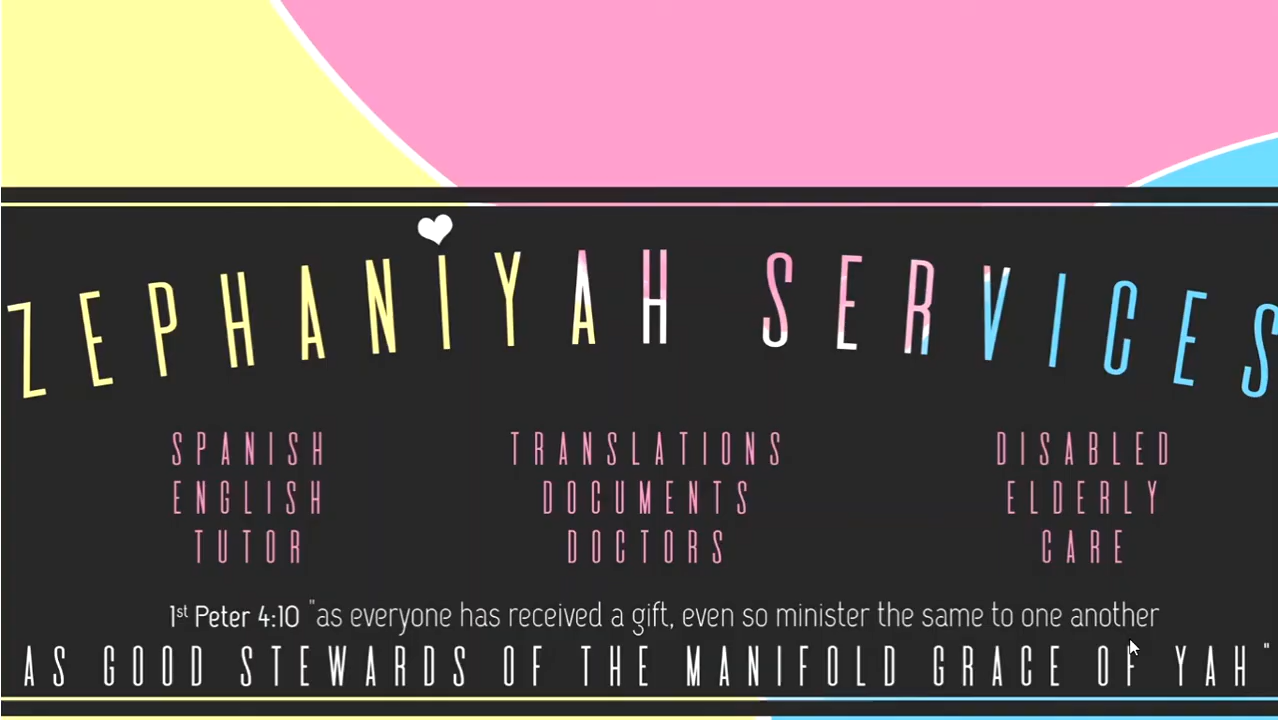 ZEPHANIYAH SERVICES
SPANISH
ENGLISH
TUTOR
TRANSLATIONS
DOCUMENTS
DOCTORS
DISABLED
ELDERLY
CARE
1st Peter 4:10 "as everyone has received a gift, even so minister the same to one another
AS GOOD STEWARDS OF THE MANIFOLD GRACE OF YAH"